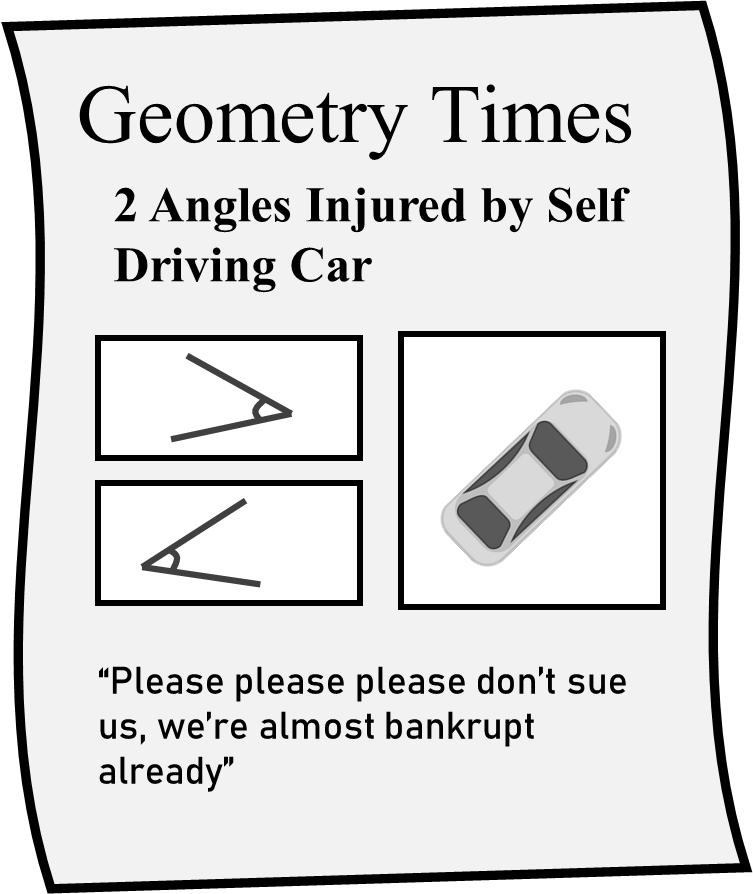 Geometry Times
2 Angles Injured by Self
Driving Car
“Please please please don’t sue
us, we’re almost bankrupt
already”